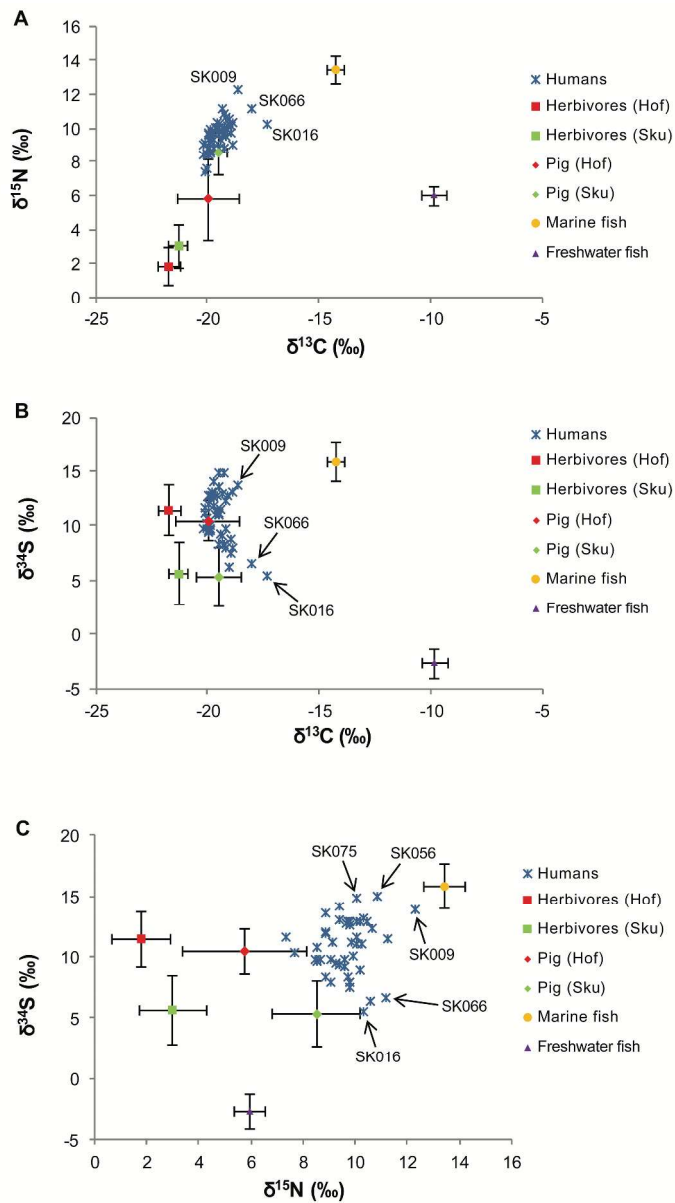 A
16
14
12
10
8
6
4
2
0
-25 -20 -15 -10 -5
δ¹⁵N (‰)
δ¹³C (‰)
SK009
SK066
SK016
Humans
Herbivores (Hof)
Herbivores (Sku)
Pig (Hof)
Pig (Sku)
Marine fish
Freshwater fish
B
20
15
10
5
0
-5
-25 -20 -15 -10 -5
δ³⁴S (‰)
δ¹³C (‰)
SK009
SK066
SK016
Humans
Herbivores (Hof)
Herbivores (Sku)
Pig (Hof)
Pig (Sku)
Marine fish
Freshwater fish
C
20
15
10
5
0
-5
0 2 4 6 8 10 12 14 16
δ³⁴S (‰)
δ¹⁵N (‰)
SK075
SK056
SK009
SK066
SK016
Humans
Herbivores (Hof)
Herbivores (Sku)
Pig (Hof)
Pig (Sku)
Marine fish
Freshwater fish